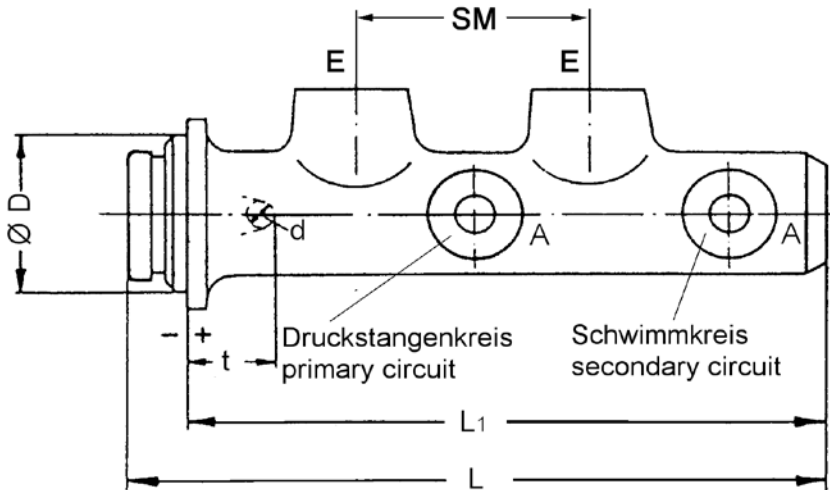 SM
E E
Ø D
d
A A
- +
t
Druckstangenkreis
primary circuit
Schwimmkreis
secondary circuit
L1
L